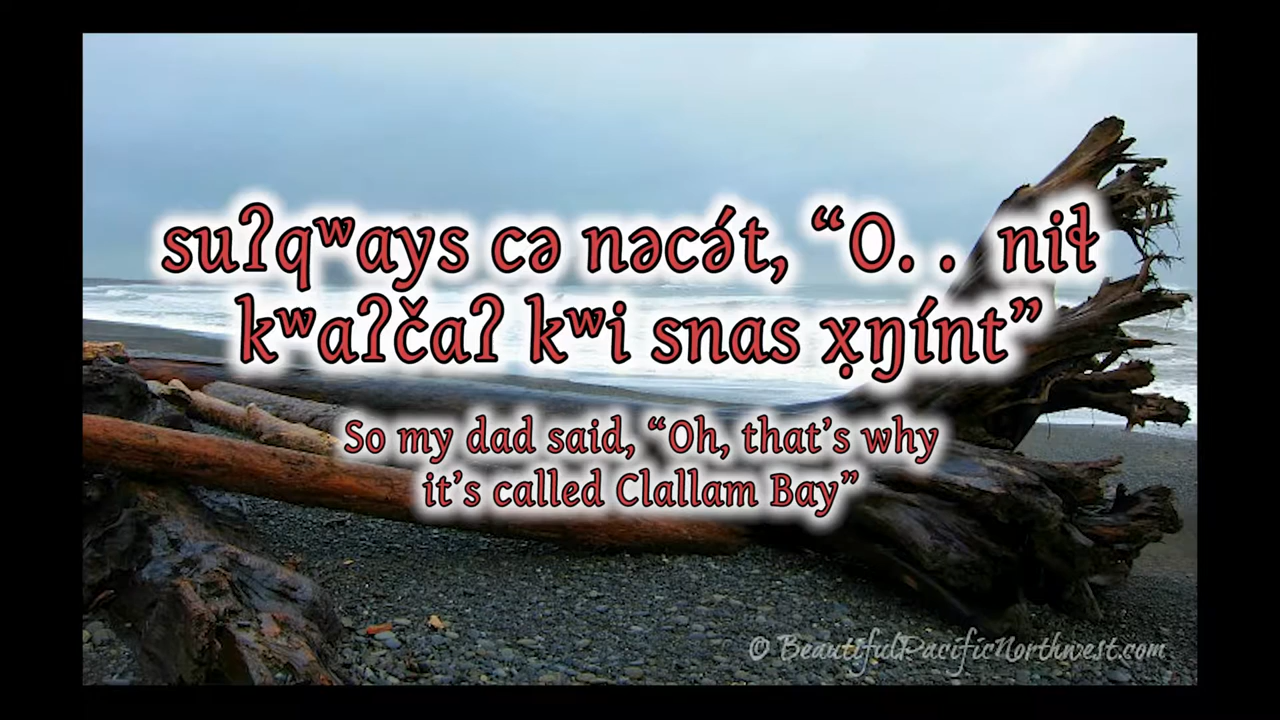 suʔqʷays cə nəcə́t, “O. . niɫ
kʷaʔčaʔ kʷi snas x̣ŋínt”
So my dad said, “Oh, that’s why
it’s called Clallam Bay”
© BeautifulPacificNorthwest.com